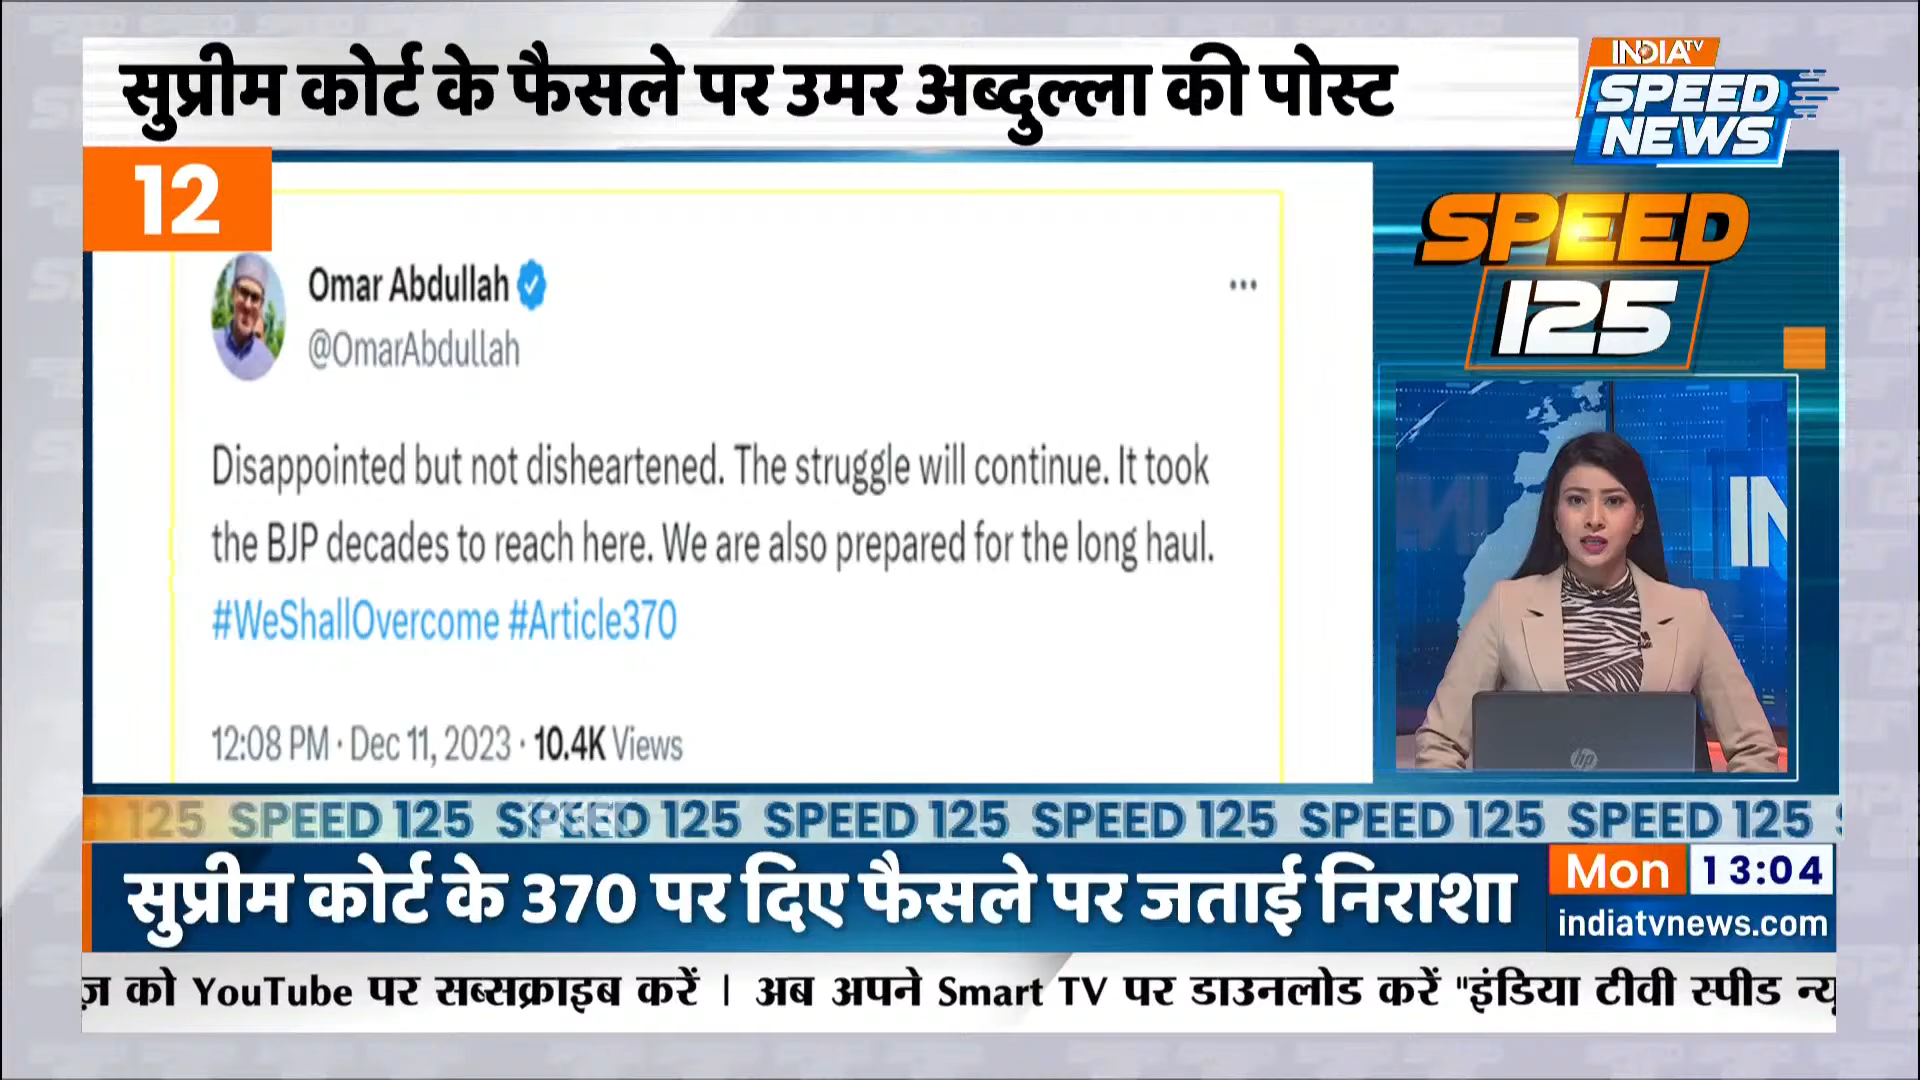 सुप्रीम कोर्ट के फैसले पर उमर अब्दुल्ला की पोस्ट
INDIA TV
SPEED
NEWS
12
SPEED
125
Omar Abdullah
@OmarAbdullah
Disappointed but not disheartened. The struggle will continue. It took
the BJP decades to reach here. We are also prepared for the long haul.
#WeShallOvercome #Article370
12:08 PM · Dec 11, 2023 · 10.4K Views
IN
hp
125 SPEED 125 SPEED 125 SPEED 125 SPEED 125 SPEED 125 SPEED 125
सुप्रीम कोर्ट के 370 पर दिए फैसले पर जताई निराशा
Mon 13:04
indiatvnews.com
को YouTube पर सब्सक्राइब करें | अब अपने Smart TV पर डाउनलोड करें "इंडिया टीवी स्पीड